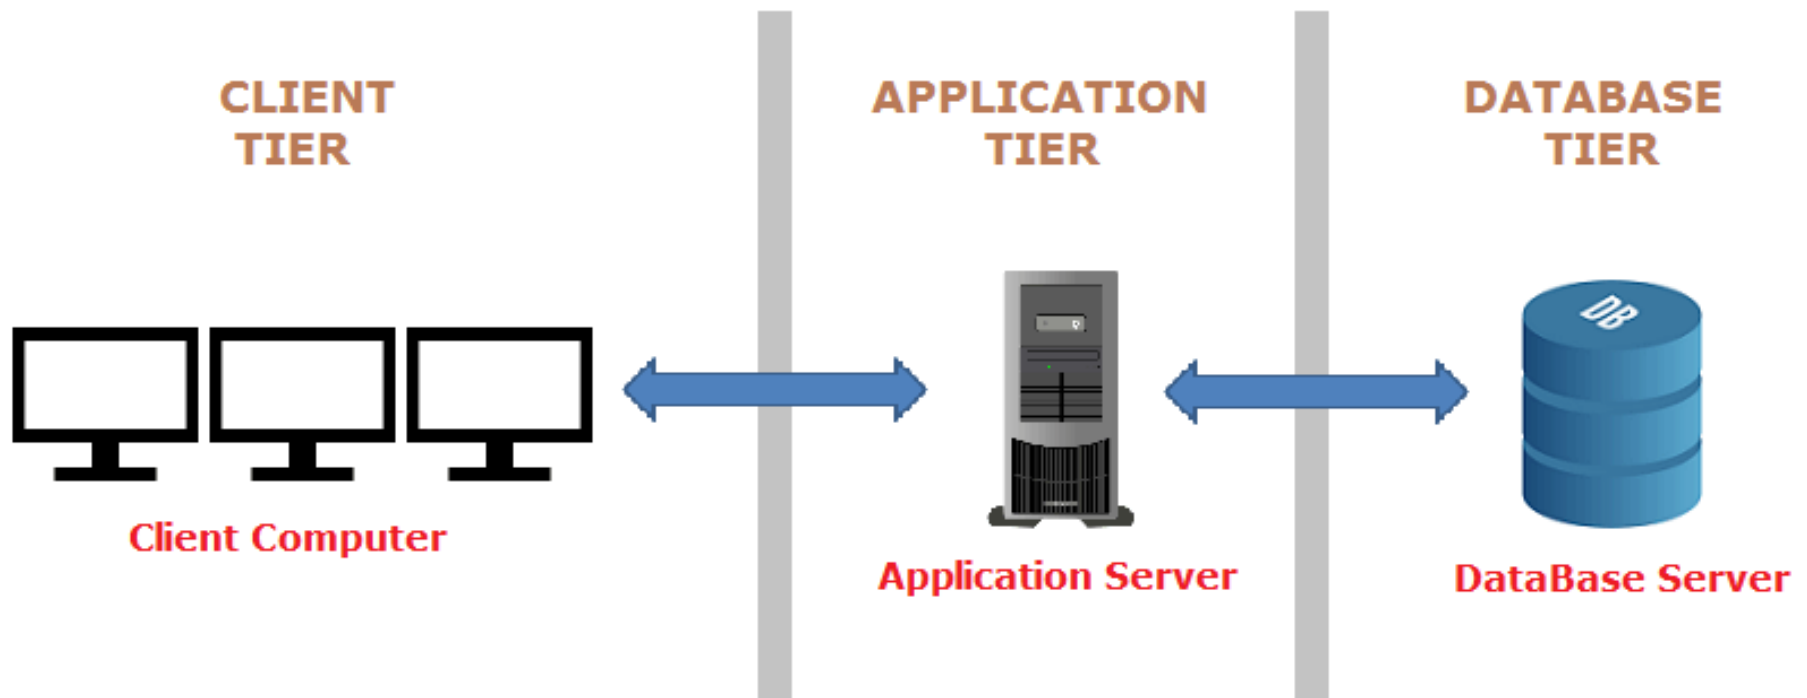 CLIENT
TIER
APPLICATION
TIER
DATABASE
TIER
DB
Client Computer
Application Server
DataBase Server